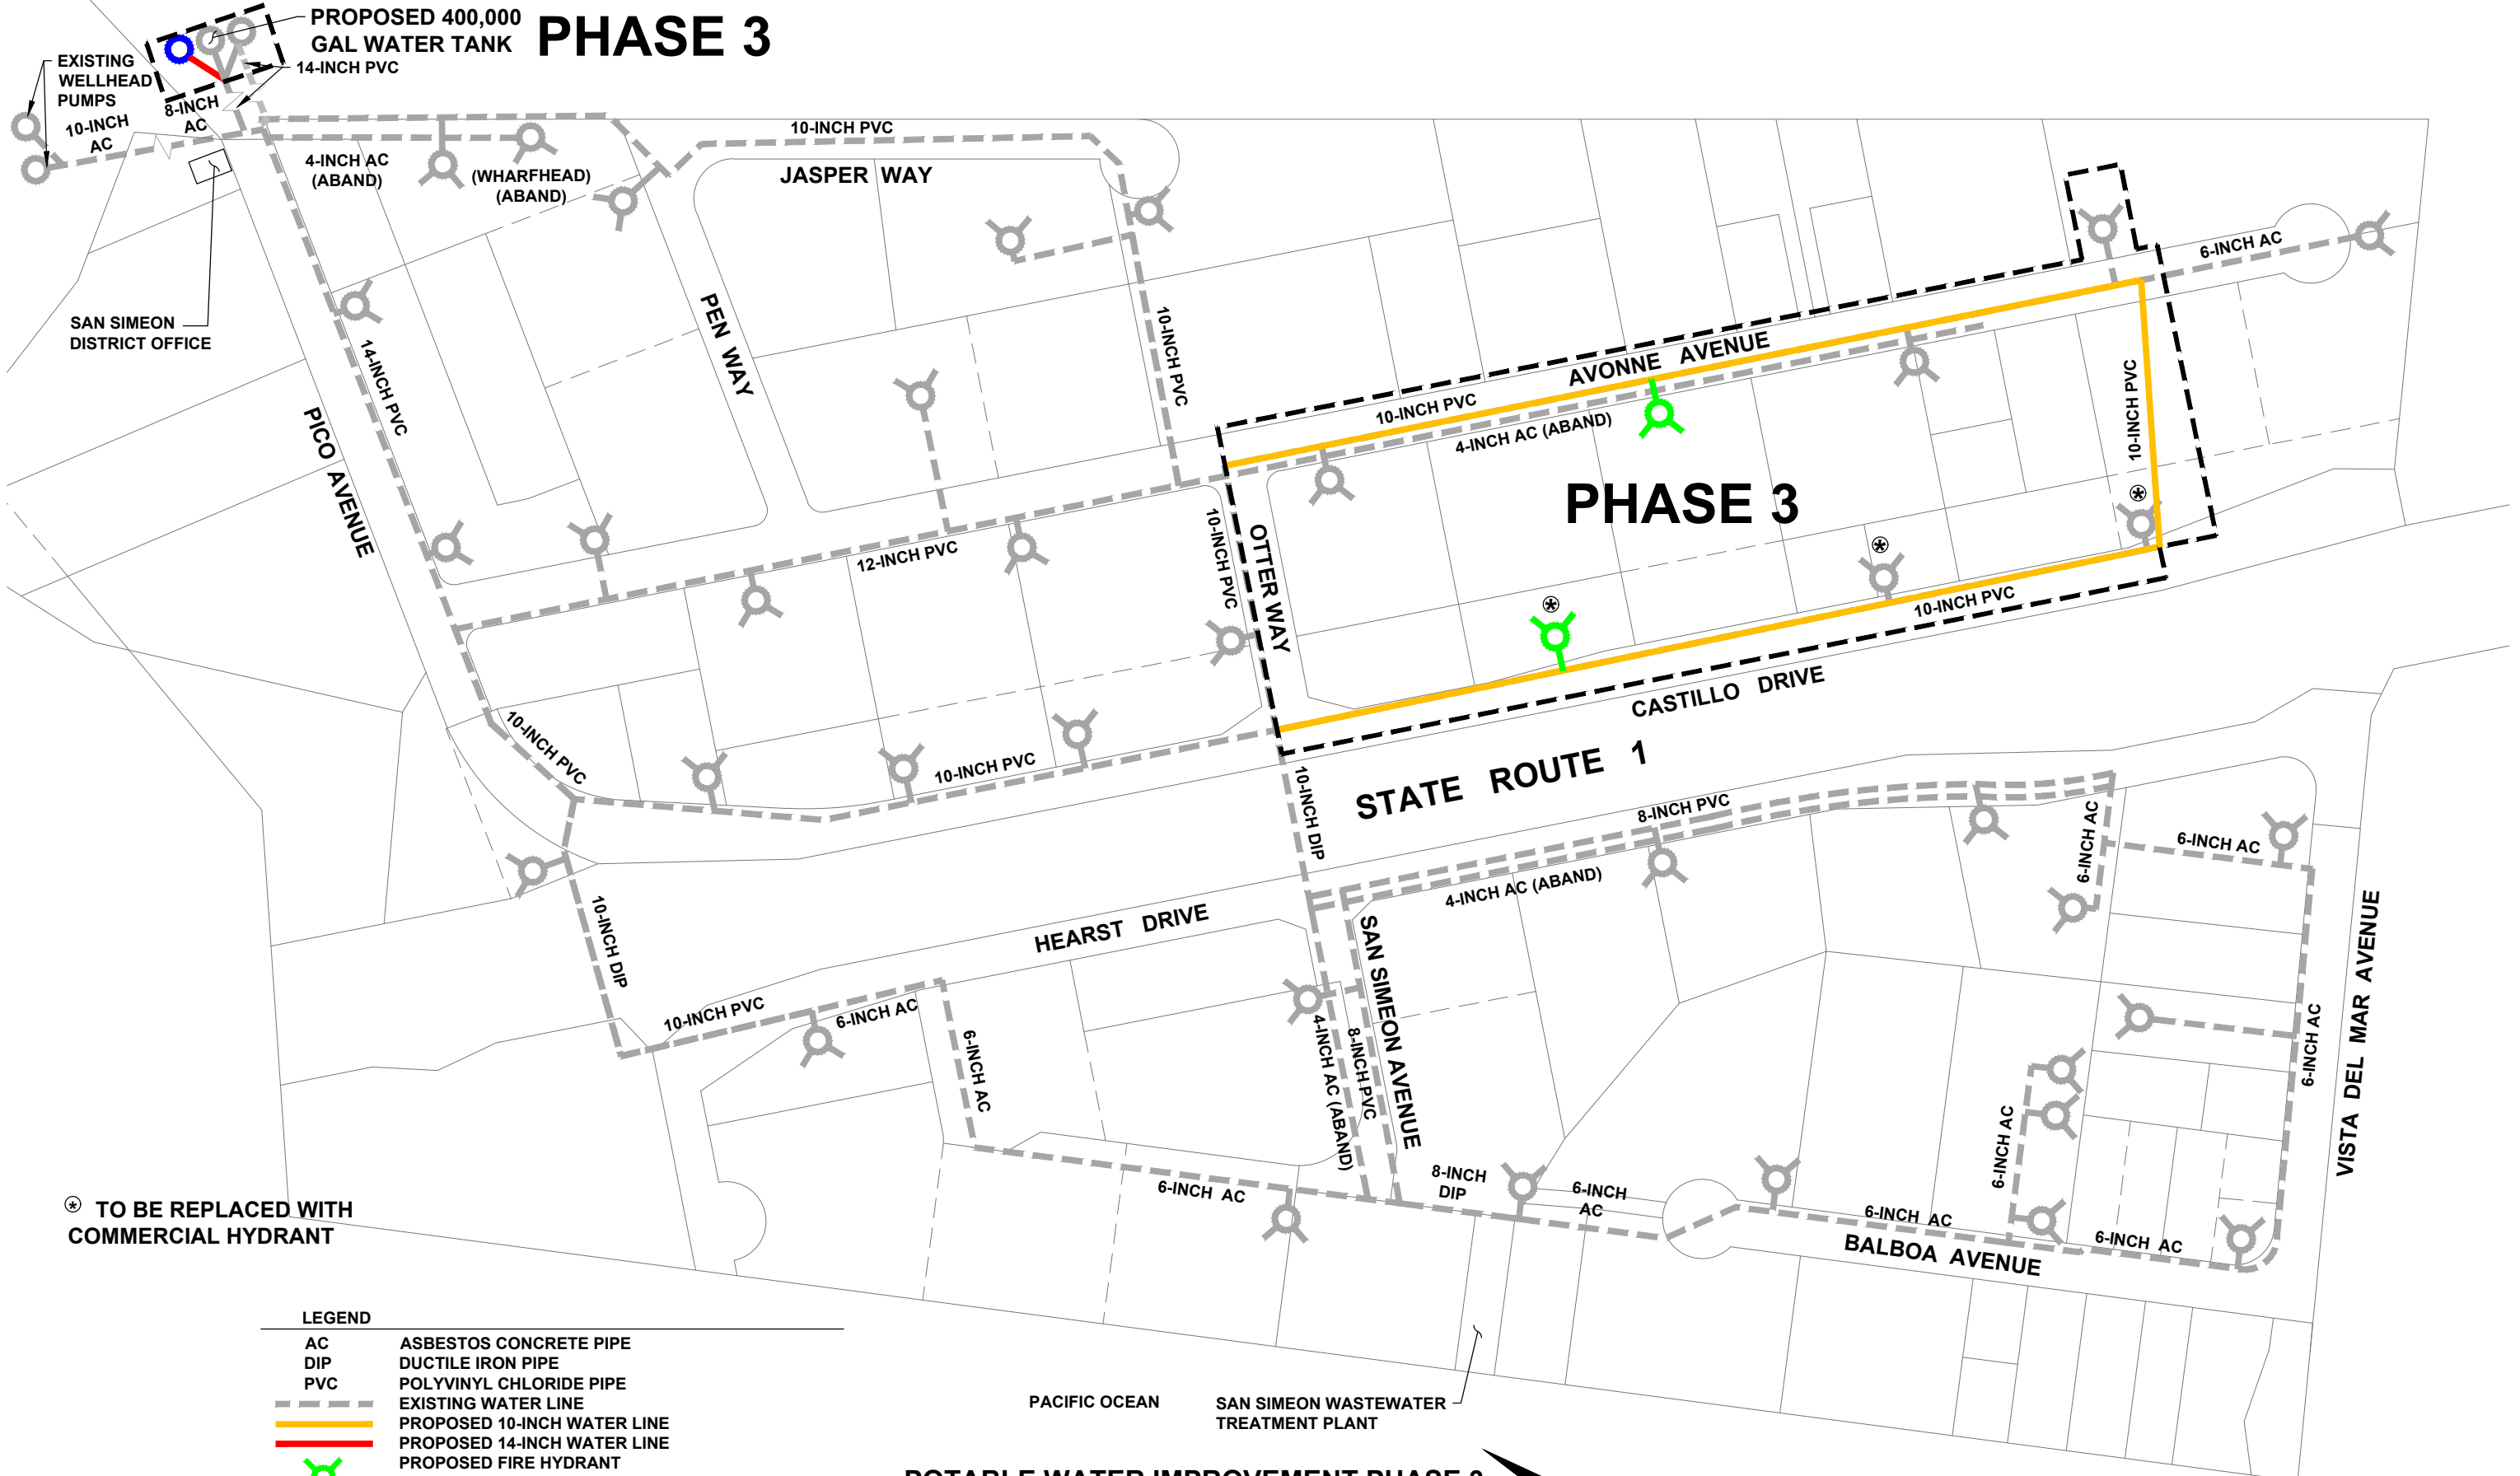 PROPOSED 400,000
GAL WATER TANK
PHASE 3
14-INCH PVC
EXISTING
WELLHEAD
PUMPS
10-INCH
AC
8-INCH
AC
4-INCH AC
(ABAND)
(WHARFHEAD)
(ABAND)
10-INCH PVC
JASPER WAY
SAN SIMEON
DISTRICT OFFICE
14-INCH PVC
PICO AVENUE
PEN WAY
10-INCH PVC
6-INCH AC
AVONNE AVENUE
10-INCH PVC
4-INCH AC (ABAND)
10-INCH PVC
PHASE 3
12-INCH PVC
10-INCH PVC
OTTER WAY
10-INCH PVC
CASTILLO DRIVE
10-INCH PVC
10-INCH PVC
STATE ROUTE 1
10-INCH DIP
8-INCH PVC
4-INCH AC (ABAND)
6-INCH AC
6-INCH AC
10-INCH DIP
HEARST DRIVE
SAN SIMEON AVENUE
VISTA DEL MAR AVENUE
10-INCH PVC
6-INCH AC
6-INCH AC
4-INCH AC (ABAND)
8-INCH PVC
6-INCH AC
6-INCH AC
6-INCH AC
8-INCH
DIP
6-INCH
AC
6-INCH AC
6-INCH AC
BALBOA AVENUE
* TO BE REPLACED WITH
COMMERCIAL HYDRANT
LEGEND
AC ASBESTOS CONCRETE PIPE
DIP DUCTILE IRON PIPE
PVC POLYVINYL CHLORIDE PIPE
EXISTING WATER LINE
PROPOSED 10-INCH WATER LINE
PROPOSED 14-INCH WATER LINE
PROPOSED FIRE HYDRANT
PACIFIC OCEAN
SAN SIMEON WASTEWATER
TREATMENT PLANT
POTABLE WATER IMPROVEMENT PHASE 3